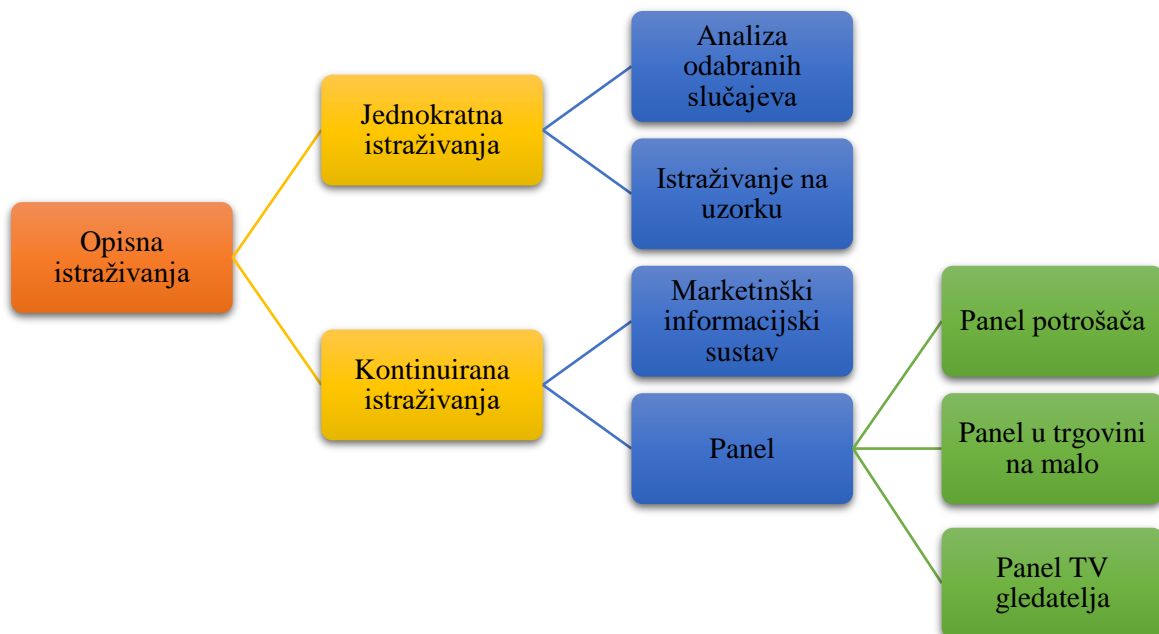 Opisna
istraživanja
Jednokratna
istraživanja
Analiza
odabranih
slučajeva
Istraživanje na
uzorku
Kontinuirana
istraživanja
Marketinški
informacijski
sustav
Panel
Panel potrošača
Panel u trgovini
na malo
Panel TV
gledatelja